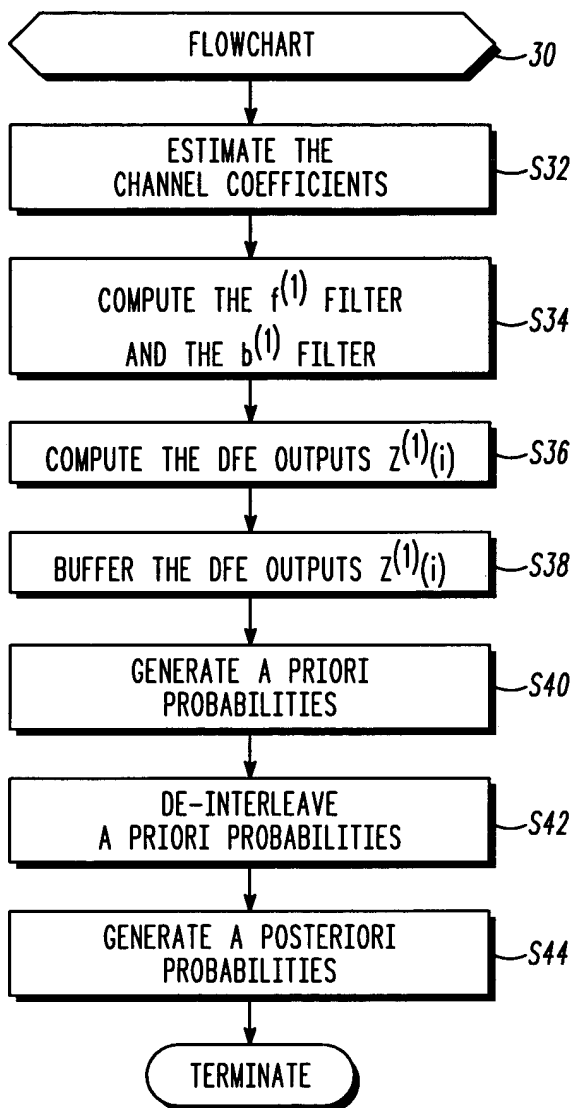 FLOWCHART
30
ESTIMATE THE
CHANNEL COEFFICIENTS
S32
COMPUTE THE f(1) FILTER
AND THE b(1) FILTER
S34
COMPUTE THE DFE OUTPUTS Z(1)(i)
S36
BUFFER THE DFE OUTPUTS Z(1)(i)
S38
GENERATE A PRIORI
PROBABILITIES
S40
DE-INTERLEAVE
A PRIORI PROBABILITIES
S42
GENERATE A POSTERIORI
PROBABILITIES
S44
TERMINATE